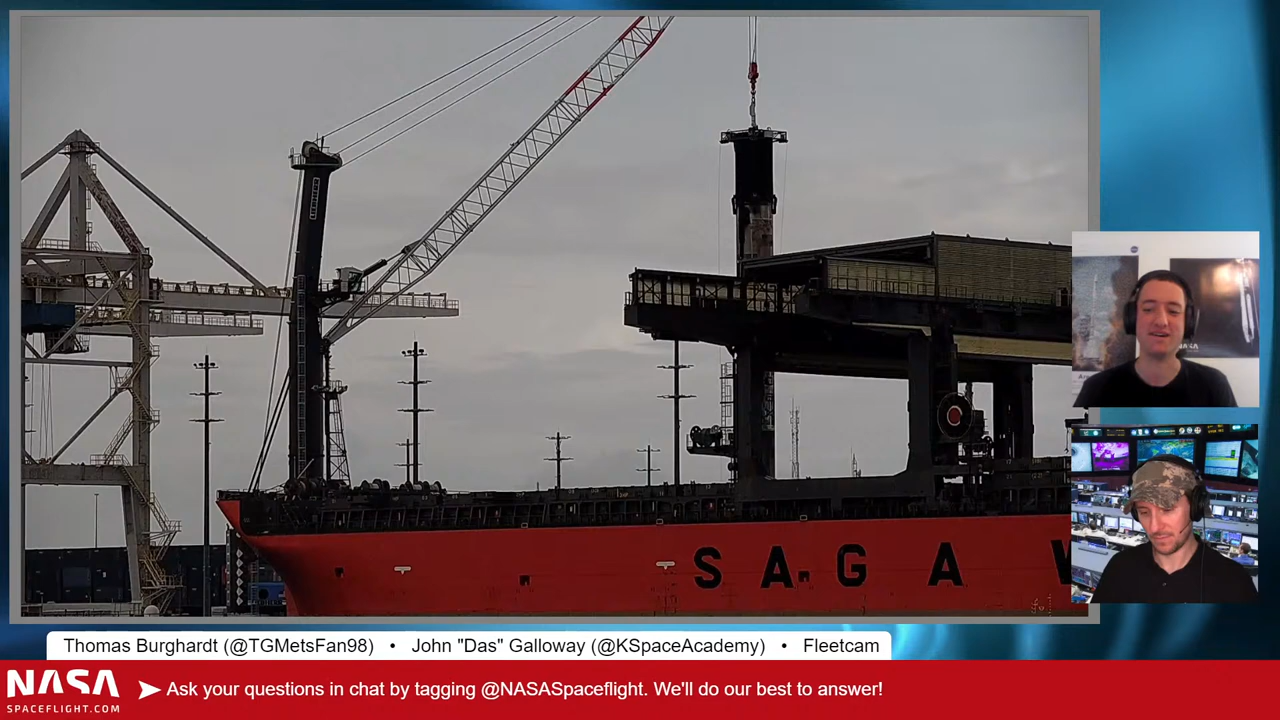 SAGA
Thomas Burghardt (@TGMetsFan98) • John "Das" Galloway (@KSpaceAcademy) • Fleetcam
NASA
SPACEFLIGHT.COM
Ask your questions in chat by tagging @NASASpaceflight. We'll do our best to answer!